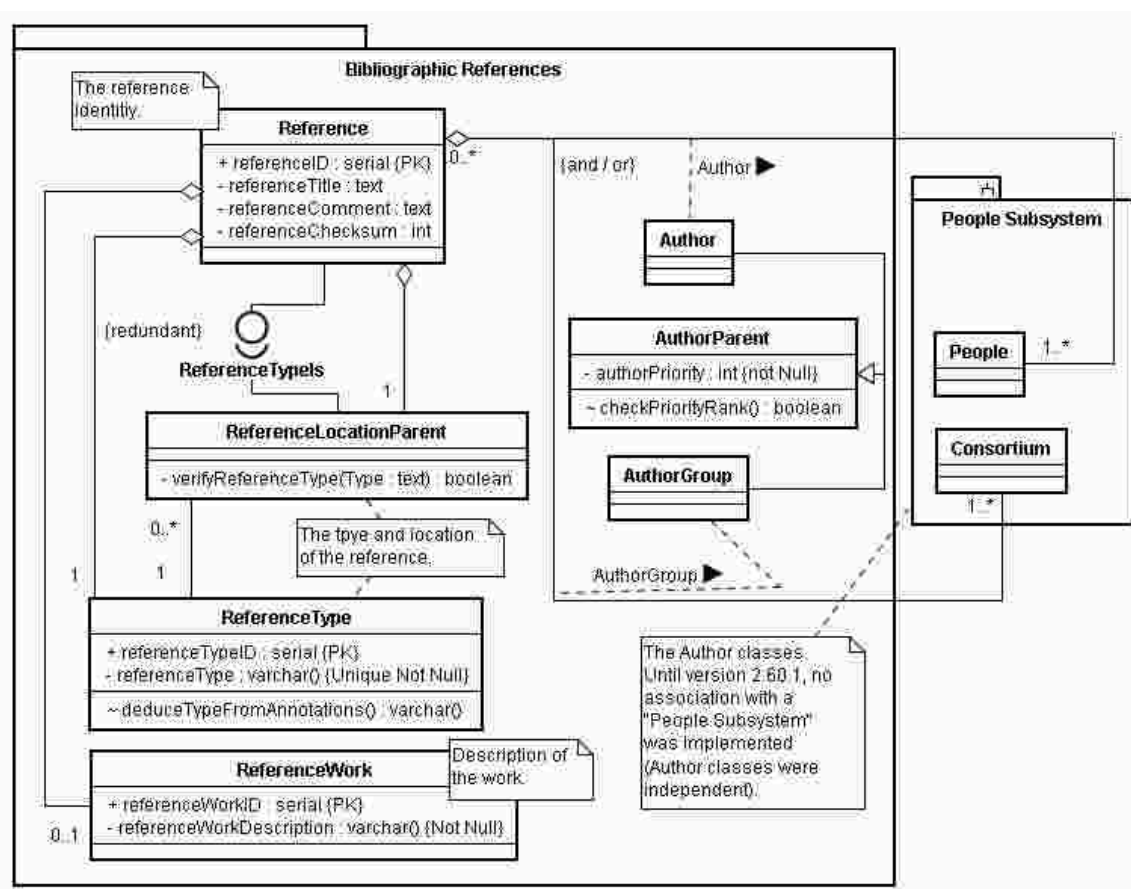 Bibliographic References
The reference
identitiy.
Reference
+ referenceID : serial {PK}
- referenceTitle : text
- referenceComment : text
- referenceChecksum : int
0..*
{and / or}
Author ▶
People Subsystem
Author
{redundant}
ReferenceTypeIs
AuthorParent
- authorPriority : int {not Null}
~ checkPriorityRank() : boolean
People
1..*
1
ReferenceLocationParent
- verifyReferenceType(Type : text) : boolean
AuthorGroup
Consortium
1..*
0..*
The tpye and location
of the reference.
1
1
AuthorGroup ▶
ReferenceType
+ referenceTypeID : serial {PK}
- referenceType : varchar() {Unique Not Null}
~ deduceTypeFromAnnotations() : varchar()
The Author classes.
Until version 2.60.1, no
association with a
"People Subsystem"
was implemented
(Author classes were
independent).
Description of
the work.
ReferenceWork
+ referenceWorkID : serial {PK}
- referenceWorkDescription : varchar() {Not Null}
0..1